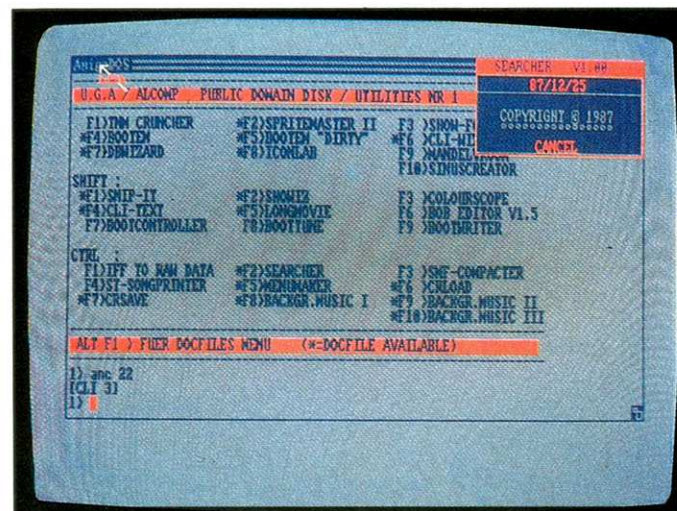 AmigaDOS
SEARCHER V1.00
07/12/25
COPYRIGHT © 1987
CANCEL
U.G.A / ALCOMP PUBLIC DOMAIN DISK / UTILITIES NR 1
F1)TNM CRUNCHER *F2)SPRITEMASTER II F3 )SHOW-F
*F4)BOOTEM *F5)BOOTEM "DIRTY" *F6 )CLI-WI
*F7)DBWIZARD *F8)ICONLAB F9 )MANDEL
F10)SINUSCREATOR
SHIFT :
*F1)SNIP-IT *F2)SHOWIZ F3 )COLOURSCOPE
*F4)CLI-TEXT *F5)LONGMOVIE F6 )BOB EDITOR V1.5
F7)BOOTCONTROLLER F8)BOOTTUNE F9 )BOOTWRITER
CTRL :
F1)IFF TO RAW DATA *F2)SEARCHER F3 )SMF-COMPACTER
F4)ST-SONGPRINTER *F5)MENUMAKER *F6 )CRLOAD
*F7)CRSAVE *F8)BACKGR.MUSIC I *F9 )BACKGR.MUSIC II
*F10)BACKGR.MUSIC III
ALT F1 ) FUER DOCFILES MENU (*=DOCFILE AVAILABLE)
1) anc 22
[CLI 3]
1)